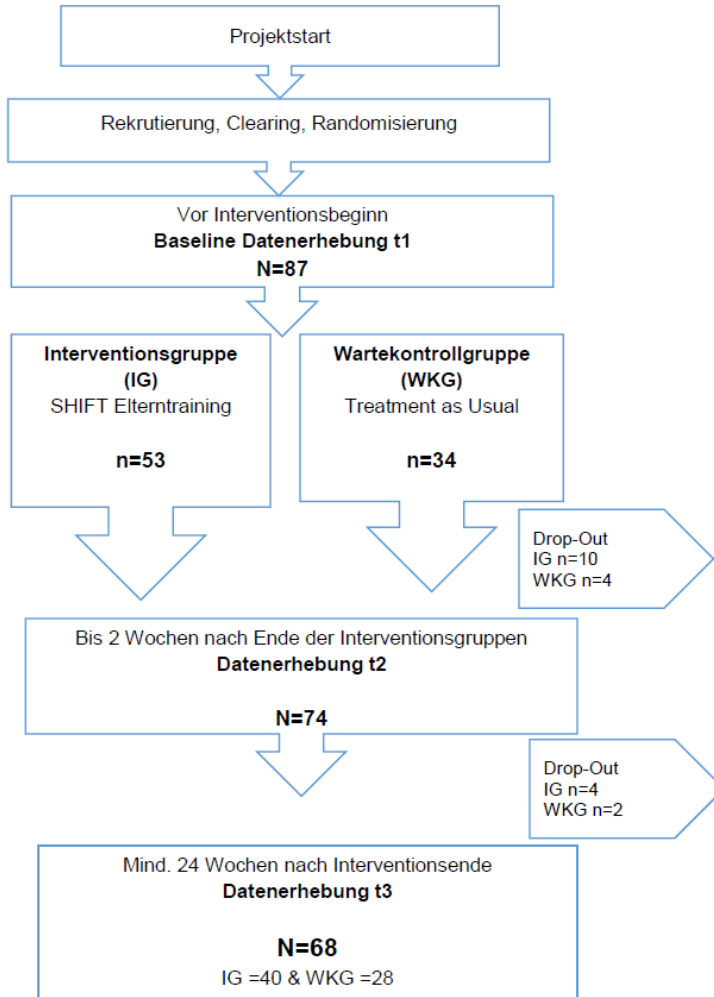 Projektstart
Rekrutierung, Clearing, Randomisierung
Vor Interventionsbeginn
Baseline Datenerhebung t1
N=87
Interventionsgruppe
(IG)
SHIFT Elterntraining
n=53
Wartekontrollgruppe
(WKG)
Treatment as Usual
n=34
Drop-Out
IG n=10
WKG n=4
Bis 2 Wochen nach Ende der Interventionsgruppen
Datenerhebung t2
N=74
Drop-Out
IG n=4
WKG n=2
Mind. 24 Wochen nach Interventionsende
Datenerhebung t3
N=68
IG =40 & WKG =28